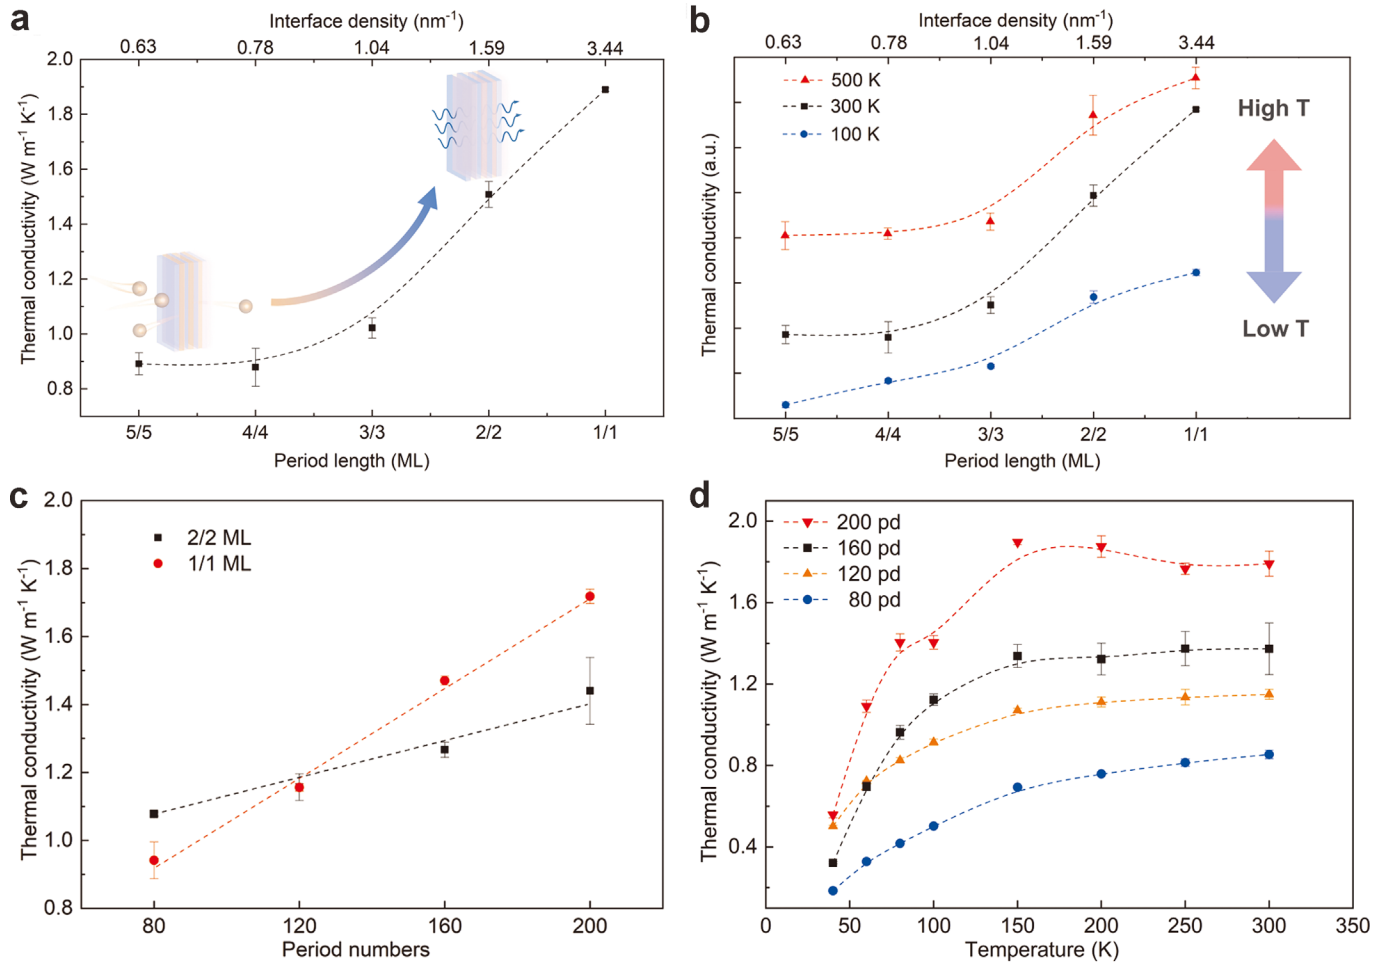 a
Interface density (nm-1)
0.63 0.78 1.04 1.59 3.44
2.0
1.8
1.6
1.4
1.2
1.0
0.8
Thermal conductivity (W m-1 K-1)
5/5 4/4 3/3 2/2 1/1
Period length (ML)
b
Interface density (nm-1)
0.63 0.78 1.04 1.59 3.44
500 K
300 K
100 K
High T
Low T
Thermal conductivity (a.u.)
5/5 4/4 3/3 2/2 1/1
Period length (ML)
c
2.0
1.8
1.6
1.4
1.2
1.0
0.8
2/2 ML
1/1 ML
Thermal conductivity (W m-1 K-1)
80 120 160 200
Period numbers
d
2.0
1.6
1.2
0.8
0.4
200 pd
160 pd
120 pd
80 pd
Thermal conductivity (W m-1 K-1)
0 50 100 150 200 250 300 350
Temperature (K)